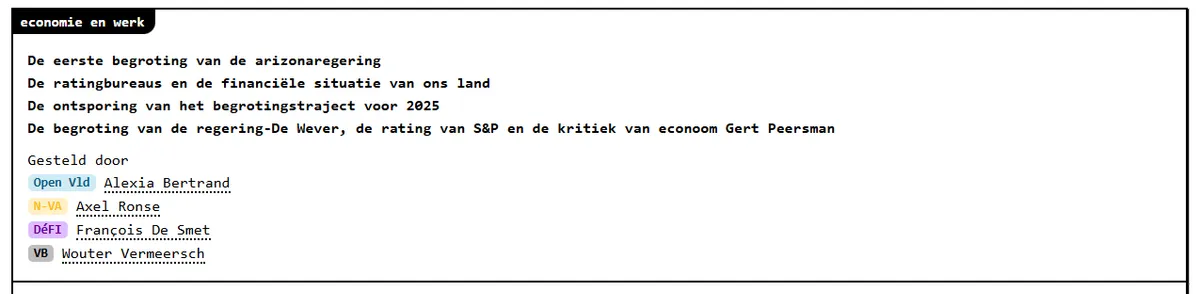 economie en werk
De eerste begroting van de arizonaregering
De ratingbureaus en de financiële situatie van ons land
De ontsporing van het begrotingstraject voor 2025
De begroting van de regering-De Wever, de rating van S&P en de kritiek van econoom Gert Peersman
Gesteld door
Open Vld Alexia Bertrand
N-VA Axel Ronse
DéFI François De Smet
VB Wouter Vermeersch